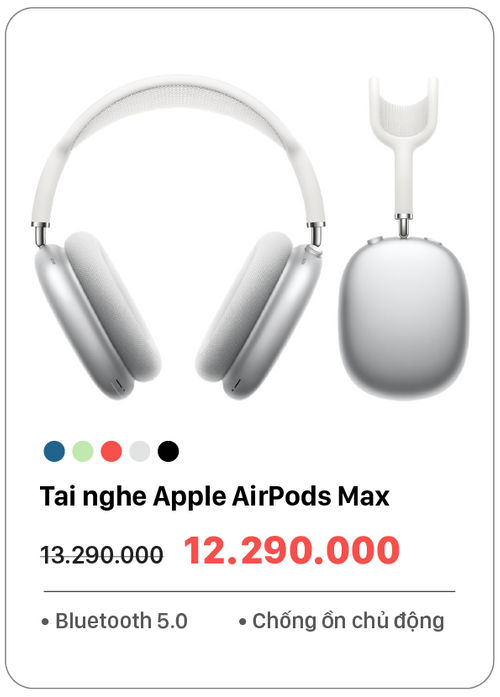 Tai nghe Apple AirPods Max
13.290.000 12.290.000
• Bluetooth 5.0 • Chống ồn chủ động